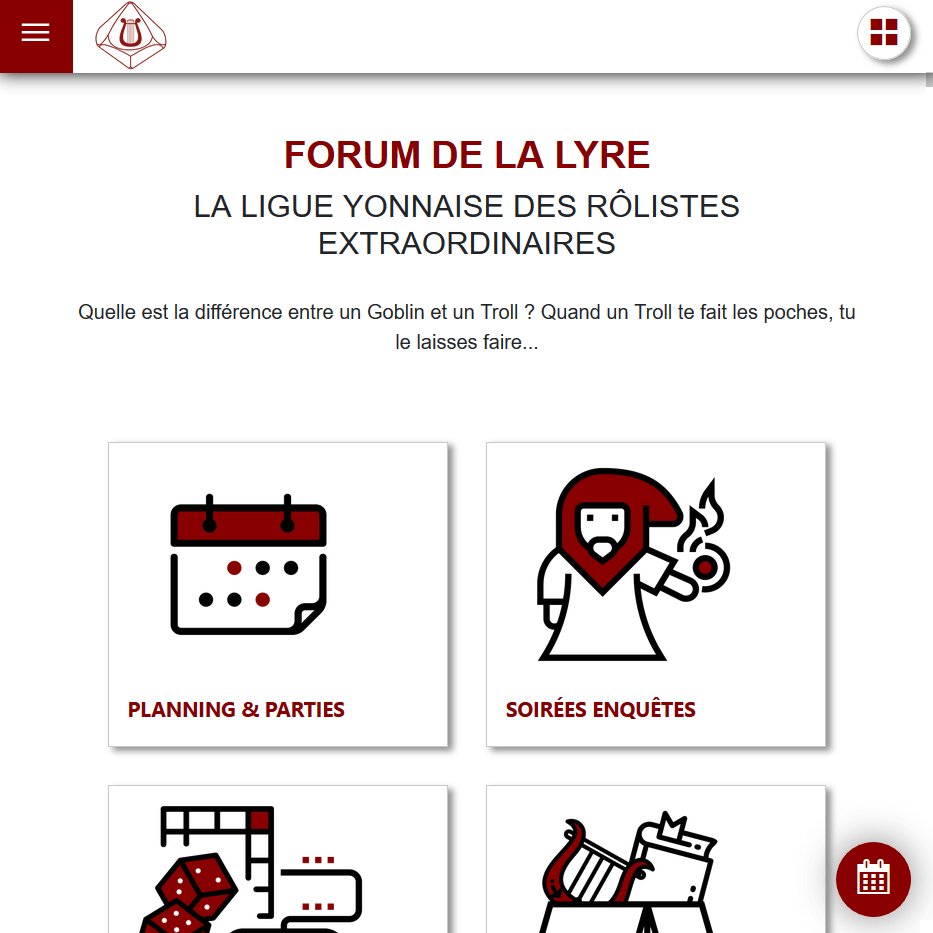 FORUM DE LA LYRE
LA LIGUE YONNAISE DES RÔLISTES
EXTRAORDINAIRES
Quelle est la différence entre un Goblin et un Troll ? Quand un Troll te fait les poches, tu
le laisses faire...
PLANNING & PARTIES
SOIRÉES ENQUÊTES